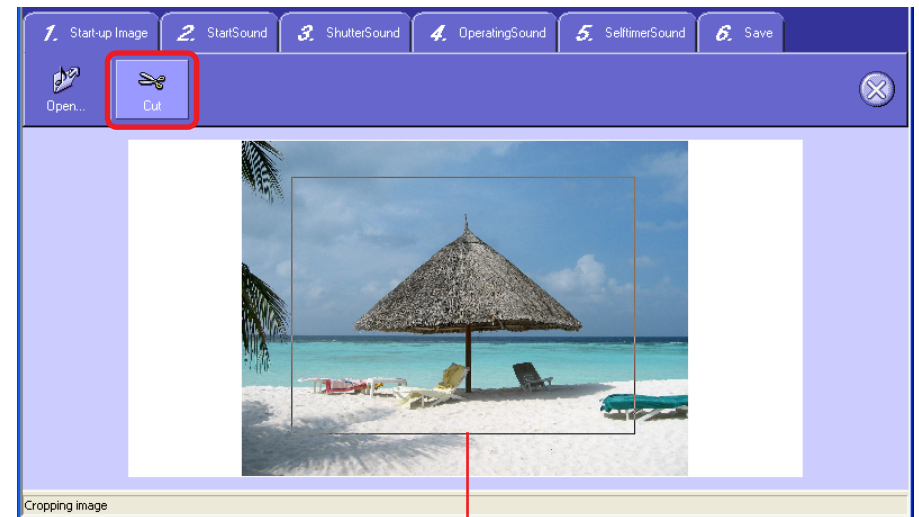 1. Start-up Image 2. StartSound 3. ShutterSound 4. OperatingSound 5. SelftimerSound 6. Save
Open... Cut
Cropping image